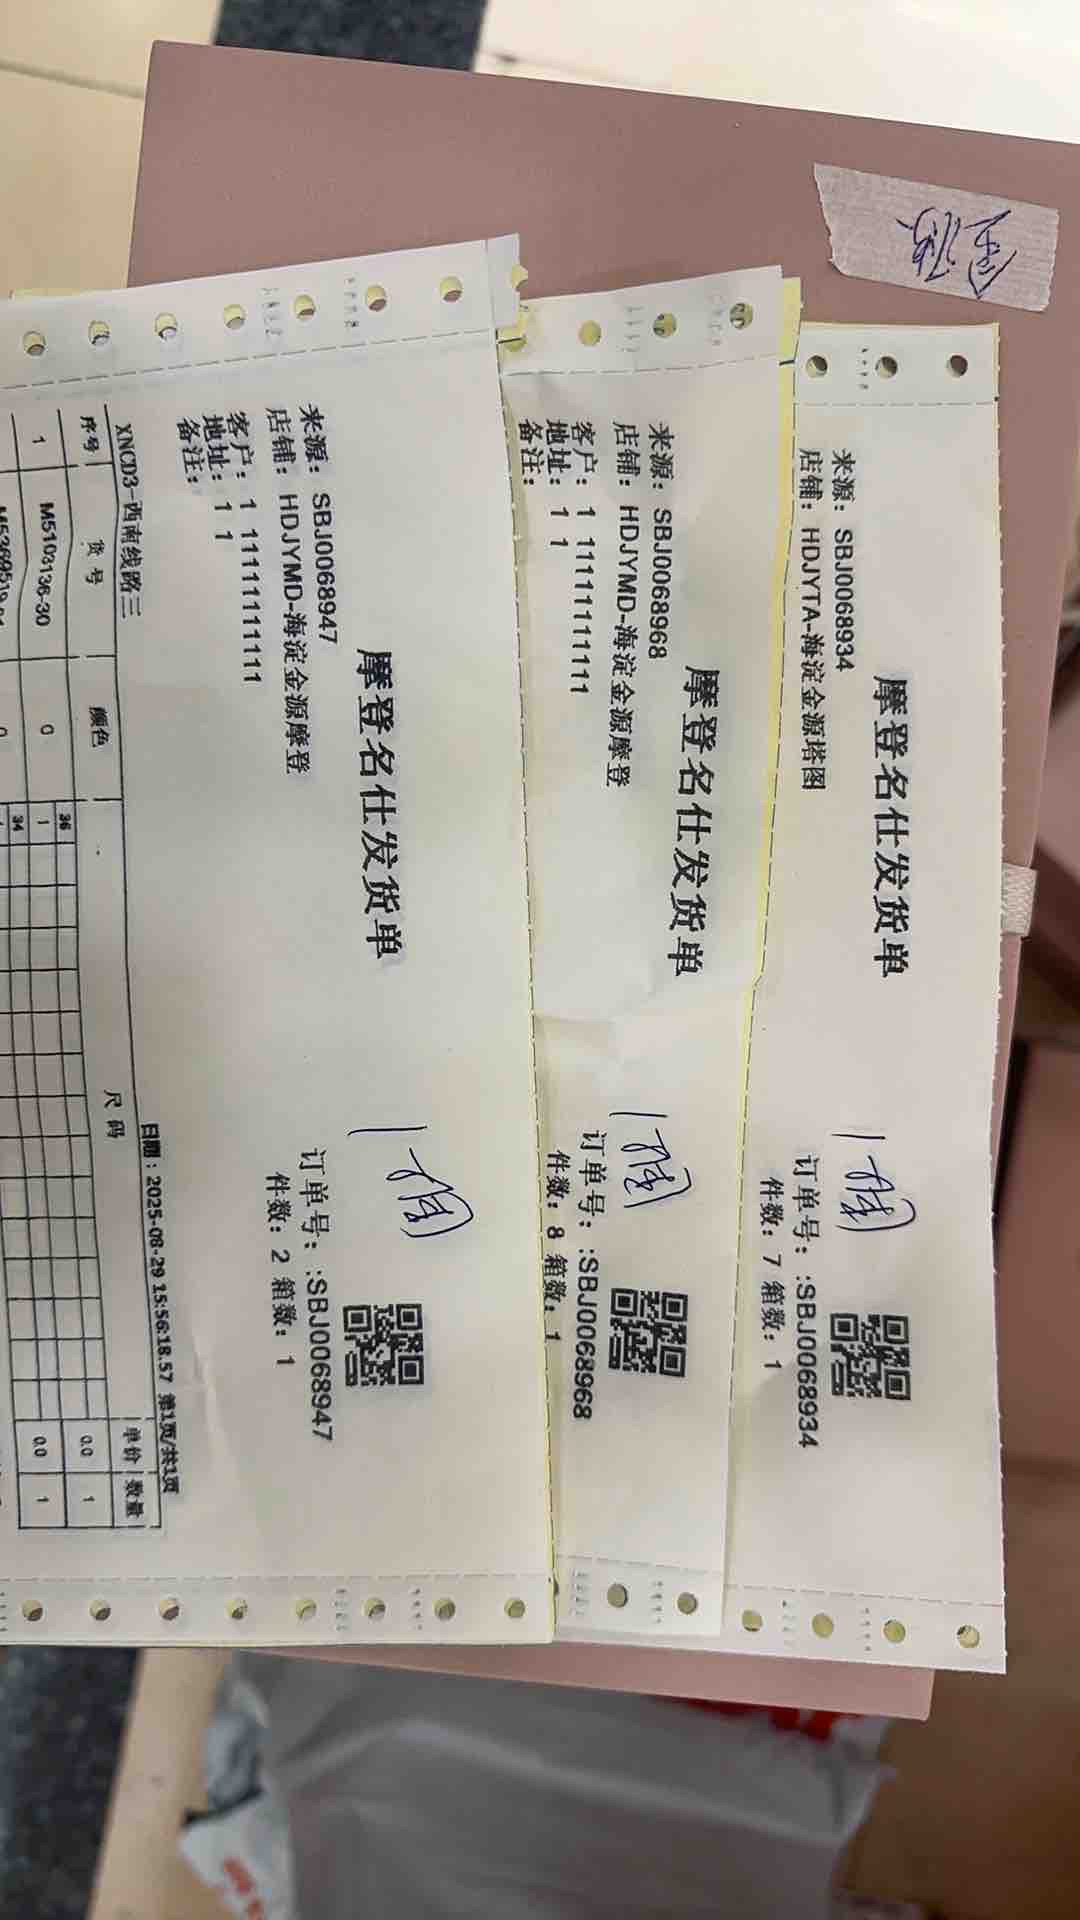 摩登名仕发货单
来源：SBJ0068934
店铺：HDJYTA-海淀金源塔图
订单号：:SBJ0068934
件数：7 箱数：1
摩登名仕发货单
来源：SBJ0068968
店铺：HDJYMD-海淀金源摩登
客户：1 11111111111
地址：1 1
备注：
订单号：:SBJ0068968
件数：8 箱数：1
摩登名仕发货单
来源：SBJ0068947
店铺：HDJYMD-海淀金源摩登
客户：1 11111111111
地址：1 1
备注：
订单号：:SBJ0068947
件数：2 箱数：1
XNCD3-西南线路三
日期：2025-08-29 15:56:18.57 第1页/共1页
序号 货号 颜色 尺码 单价 数量
36
1 M5103136-30 0 1 0.0 1
34
0.0 1